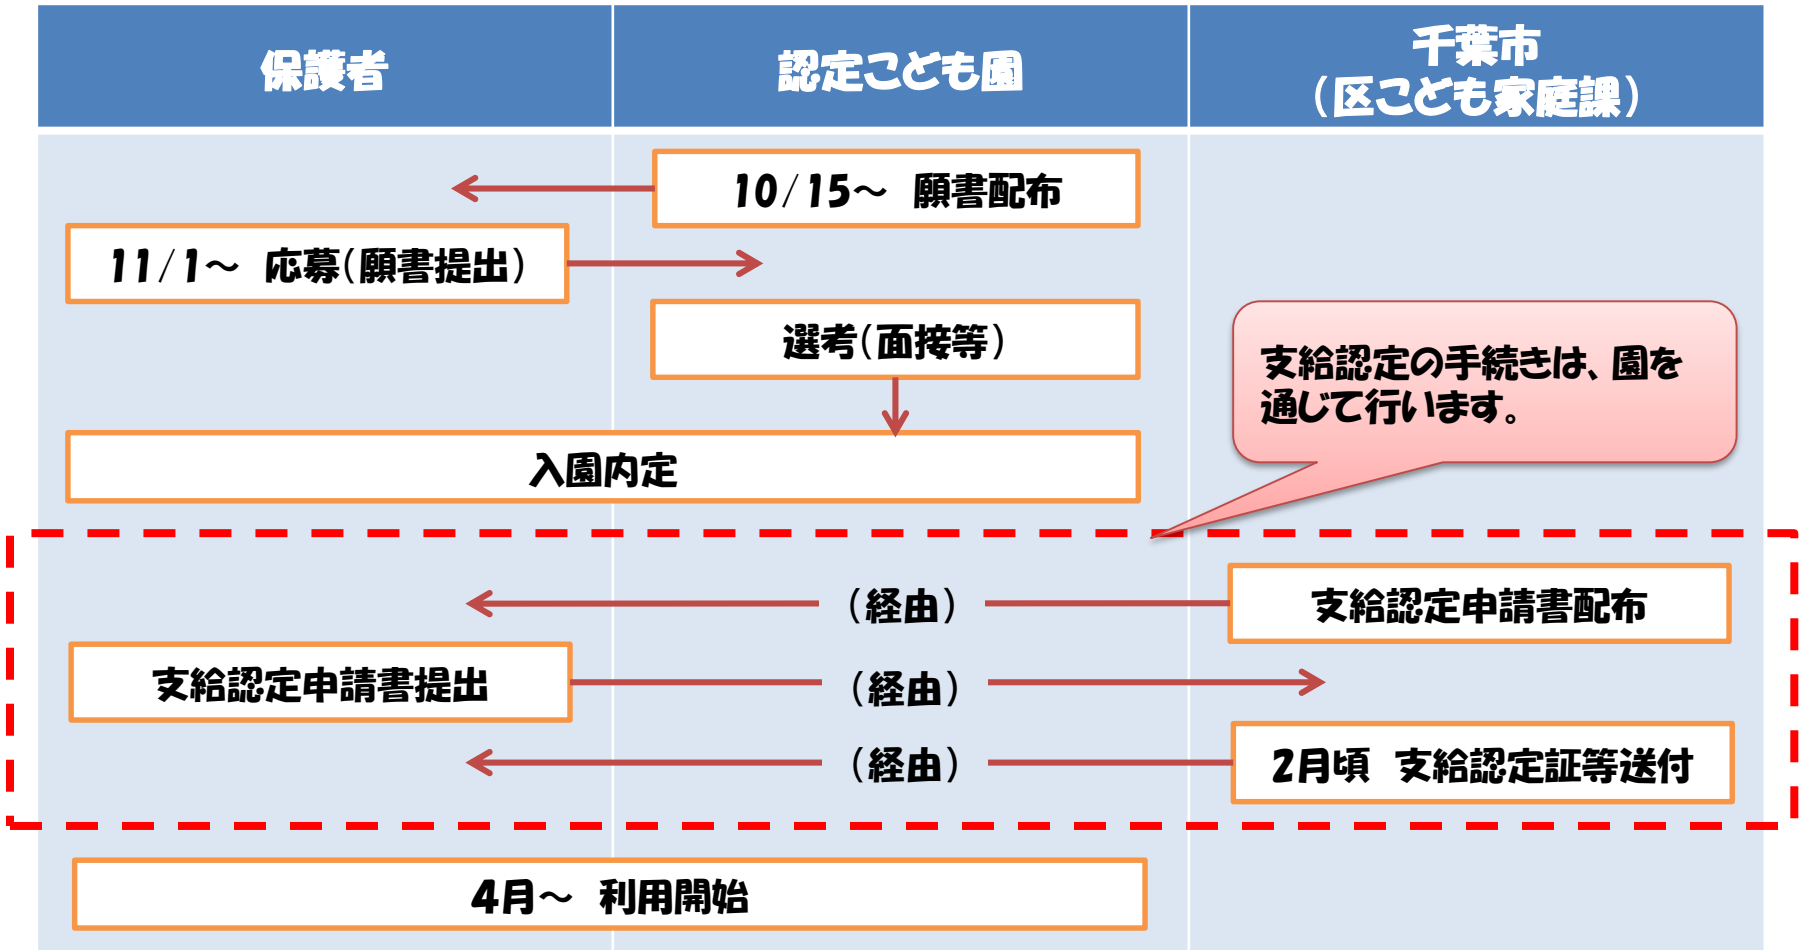 保護者
認定こども園
千葉市
(区こども家庭課)
10/15～ 願書配布
11/1～ 応募(願書提出)
選考(面接等)
支給認定の手続きは、園を
通じて行います。
入園内定
(経由)
支給認定申請書配布
支給認定申請書提出
(経由)
(経由)
2月頃 支給認定証等送付
4月～ 利用開始